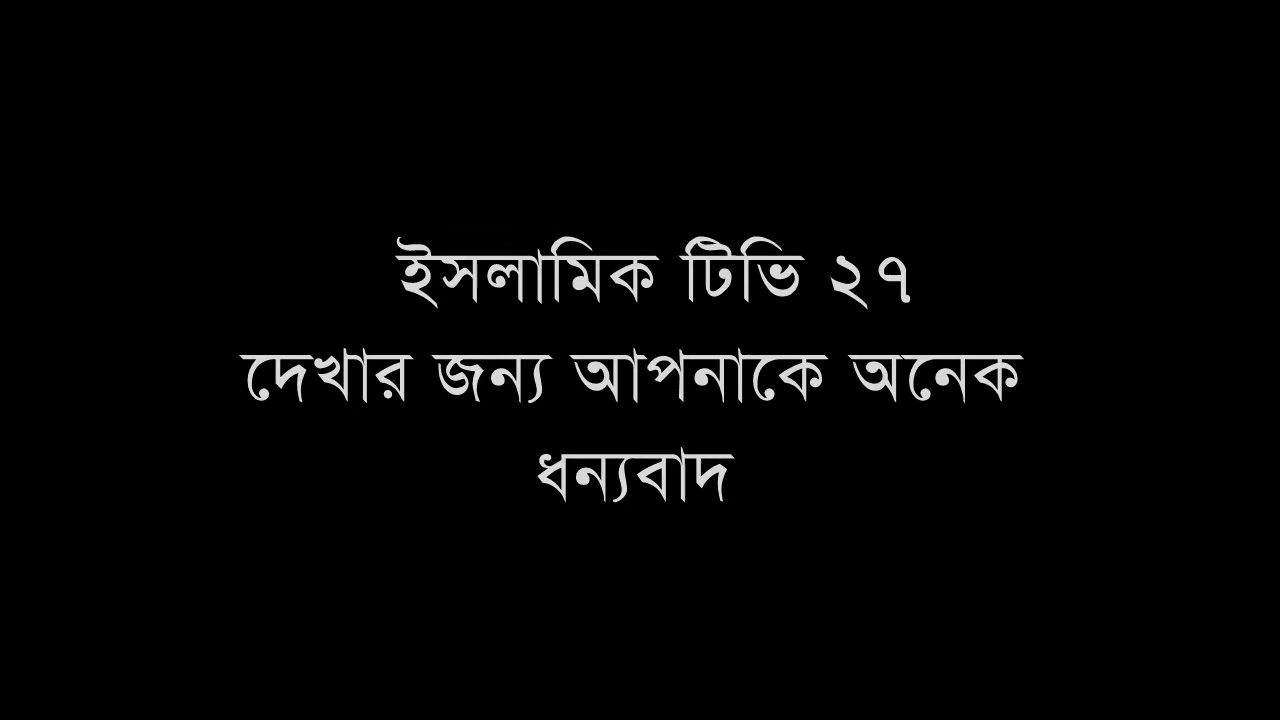 ইসলামিক টিভি ২৭
দেখার জন্য আপনাকে অনেক
ধন্যবাদ